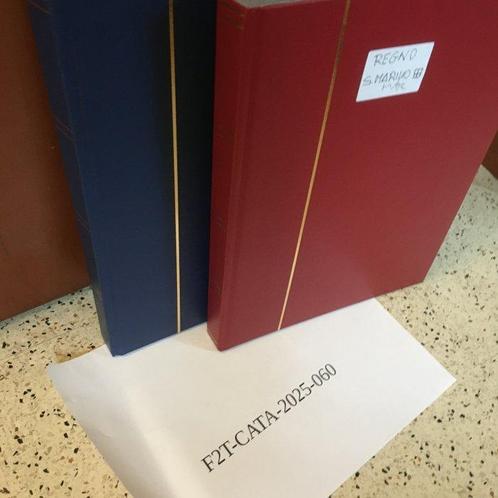 REGNO
S. MARINO
F2T-CATA-2025-060